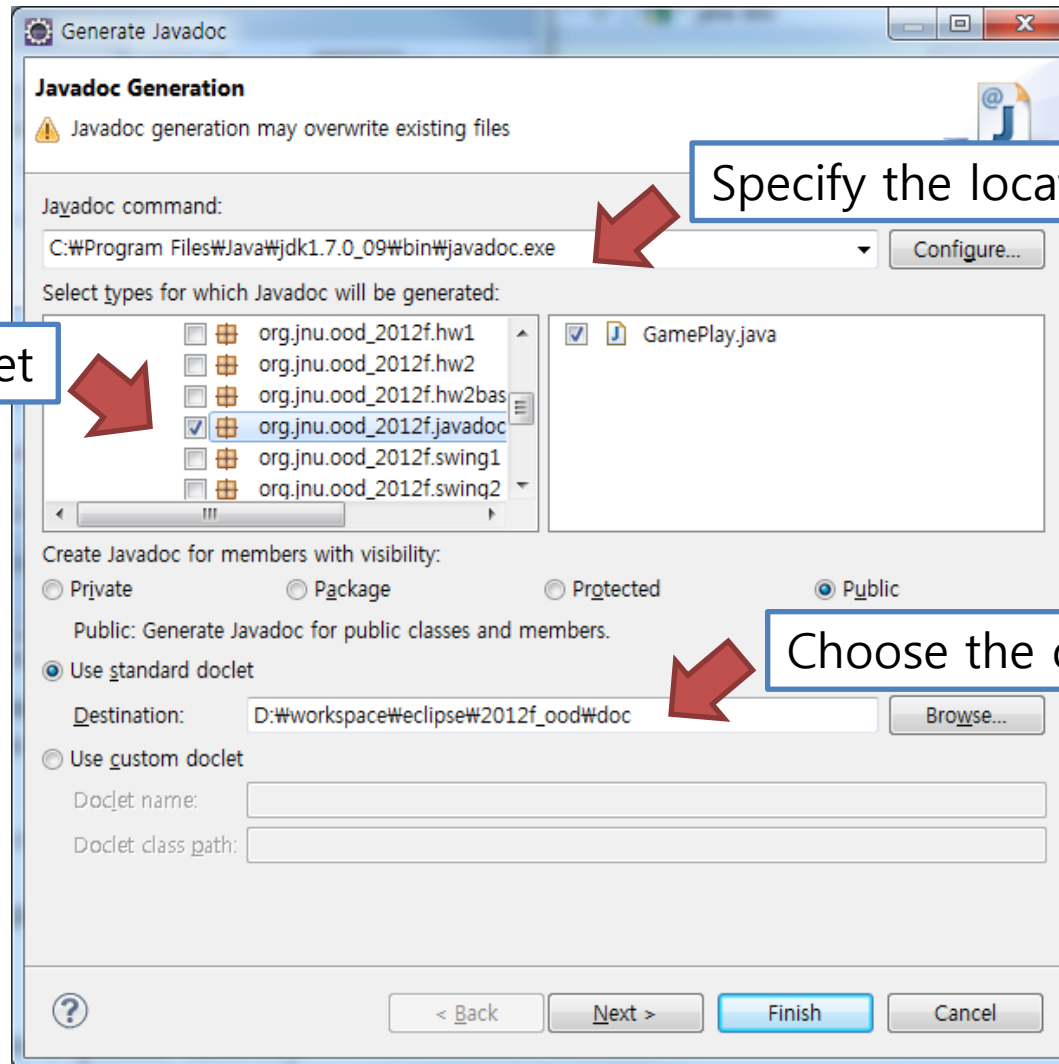 Generate Javadoc
Javadoc Generation
Javadoc generation may overwrite existing files
Specify the loca
Javadoc command:
C:₩Program Files₩Java₩jdk1.7.0_09₩bin₩javadoc.exe
Configure...
Select types for which Javadoc will be generated:
et
org.jnu.ood_2012f.hw1
org.jnu.ood_2012f.hw2
org.jnu.ood_2012f.hw2bas
org.jnu.ood_2012f.javadoc
org.jnu.ood_2012f.swing1
org.jnu.ood_2012f.swing2
GamePlay.java
Create Javadoc for members with visibility:
Private Package Protected Public
Public: Generate Javadoc for public classes and members.
Choose the
Use standard doclet
Destination: D:₩workspace₩eclipse₩2012f_ood₩doc Browse...
Use custom doclet
Doclet name:
Doclet class path:
< Back Next > Finish Cancel